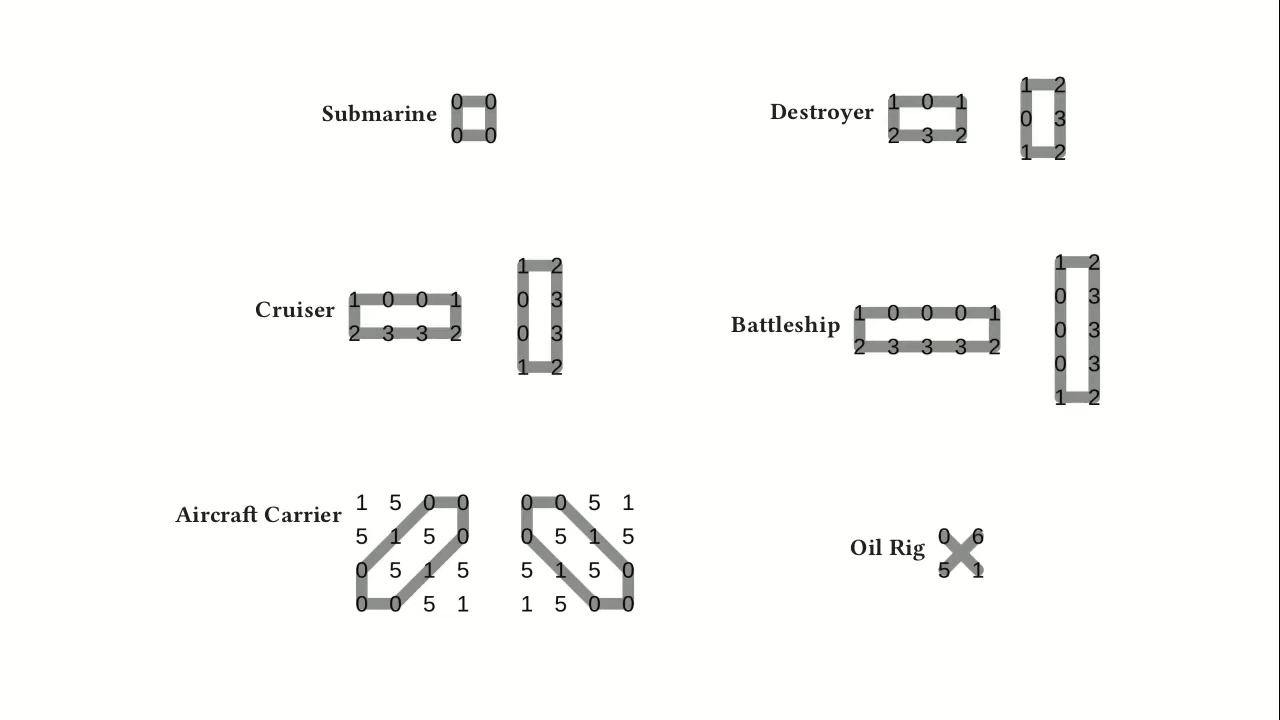 Submarine
0 0
0 0
Destroyer
1 0 1
2 3 2
1 2
0 3
1 2
Cruiser
1 0 0 1
2 3 3 2
1 2
0 3
0 3
1 2
Battleship
1 0 0 0 1
2 3 3 3 2
1 2
0 3
0 3
0 3
1 2
Aircraft Carrier
1 5 0 0
5 1 5 0
0 5 1 5
0 0 5 1
0 0 5 1
0 5 1 5
5 1 5 0
1 5 0 0
Oil Rig
0 6
5 1